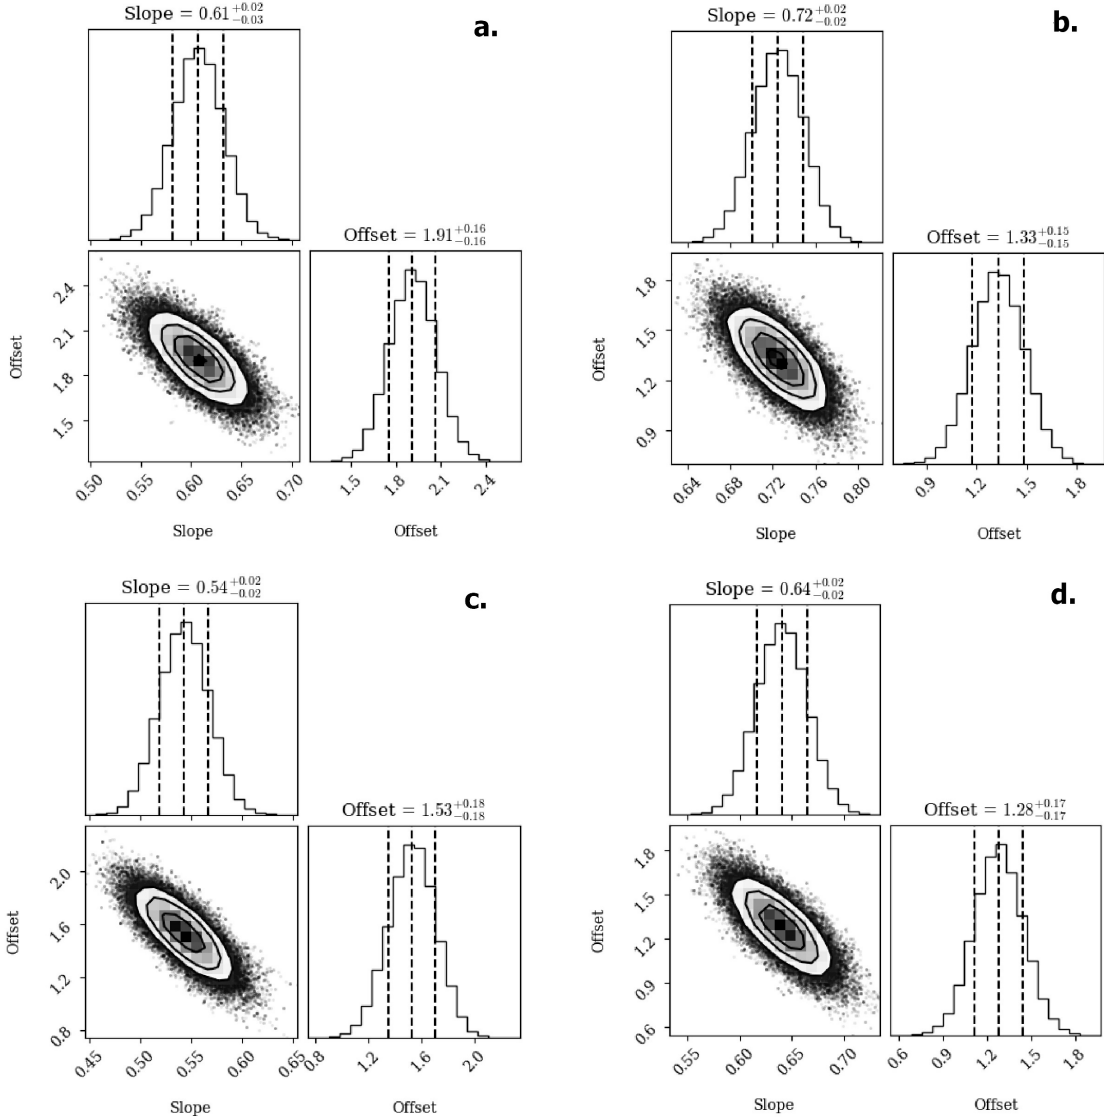 Slope = 0.61 +0.02 −0.03
a.
Offset = 1.91 +0.16 −0.16
2.4
2.1
1.8
1.5
Offset
0.50 0.55 0.60 0.65 0.70
Slope
1.5 1.8 2.1 2.4
Offset
Slope = 0.72 +0.02 −0.02
b.
Offset = 1.33 +0.15 −0.15
1.8
1.5
1.2
0.9
Offset
0.64 0.68 0.72 0.76 0.80
Slope
0.9 1.2 1.5 1.8
Offset
Slope = 0.54 +0.02 −0.02
c.
Offset = 1.53 +0.18 −0.18
2.0
1.6
1.2
0.8
Offset
0.45 0.50 0.55 0.60 0.65
Slope
0.8 1.2 1.6 2.0
Offset
Slope = 0.64 +0.02 −0.02
d.
Offset = 1.28 +0.17 −0.17
1.8
1.5
1.2
0.9
0.6
Offset
0.55 0.60 0.65 0.70
Slope
0.6 0.9 1.2 1.5 1.8
Offset